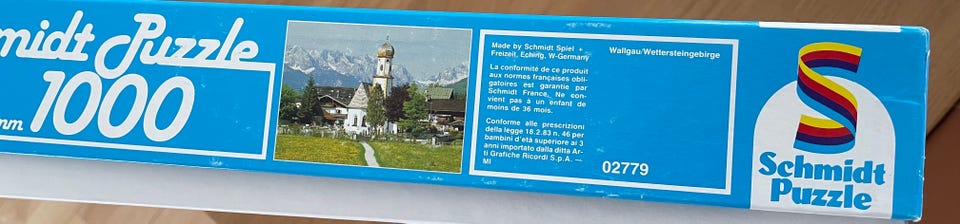 midt Puzzle
mm 1000
Made by Schmidt Spiel +
Freizeit, Eching, W-Germany
La conformité de ce produit
aux normes françaises obli-
gatoires est garantie par
Schmidt France. Ne con-
vient pas à un enfant de
moins de 36 mois.
Conforme alle prescrizioni
della légge 18.2.83 n. 46 per
bambini d'età superiore ai 3
anni importato dalla ditta Ar-
ti Grafiche Ricordi S.p.A. —
MI
Wallgau/Wettersteingebirge
02779
Schmidt
Puzzle